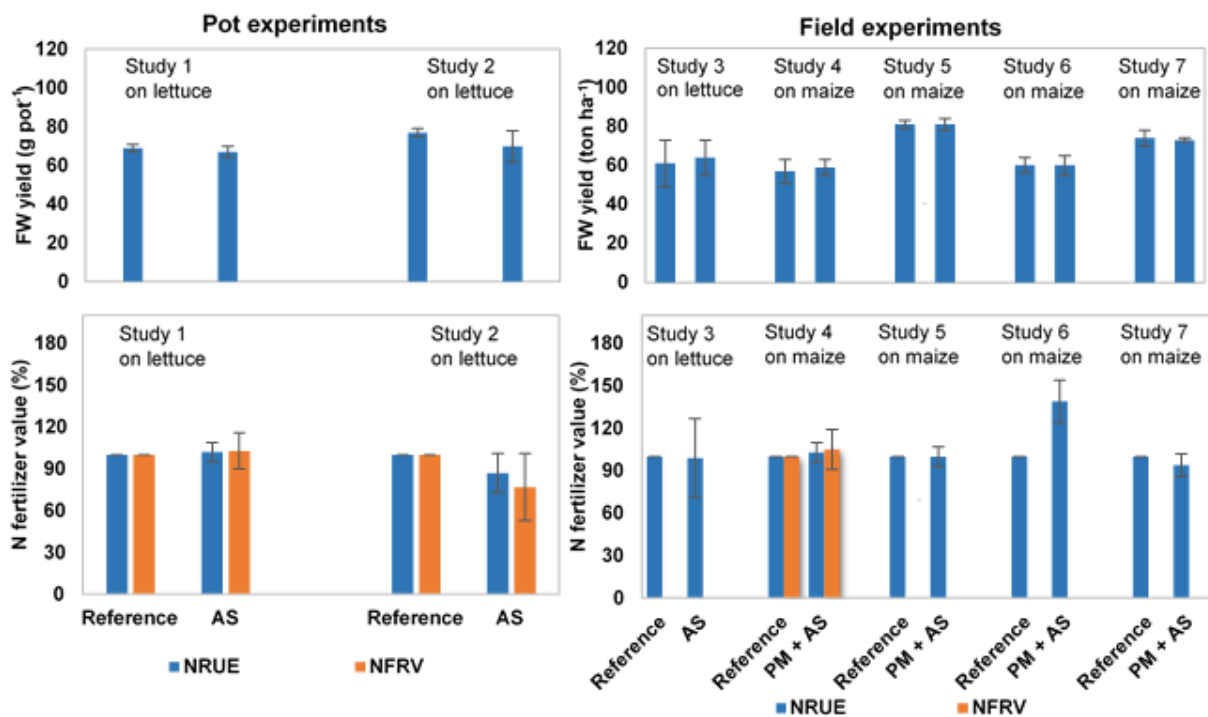 Pot experiments
FW yield (g pot⁻¹)
120
100
80
60
40
20
0
Study 1
on lettuce
Study 2
on lettuce
Field experiments
FW yield (ton ha⁻¹)
120
100
80
60
40
20
0
Study 3
on lettuce
Study 4
on maize
Study 5
on maize
Study 6
on maize
Study 7
on maize
N fertilizer value (%)
180
150
120
90
60
30
0
Study 1
on lettuce
Study 2
on lettuce
Reference
AS
Reference
AS
NRUE
NFRV
N fertilizer value (%)
180
150
120
90
60
30
0
Study 3
on lettuce
Study 4
on maize
Study 5
on maize
Study 6
on maize
Study 7
on maize
Reference
AS
Reference
PM + AS
Reference
PM + AS
Reference
PM + AS
Reference
PM + AS
NRUE
NFRV